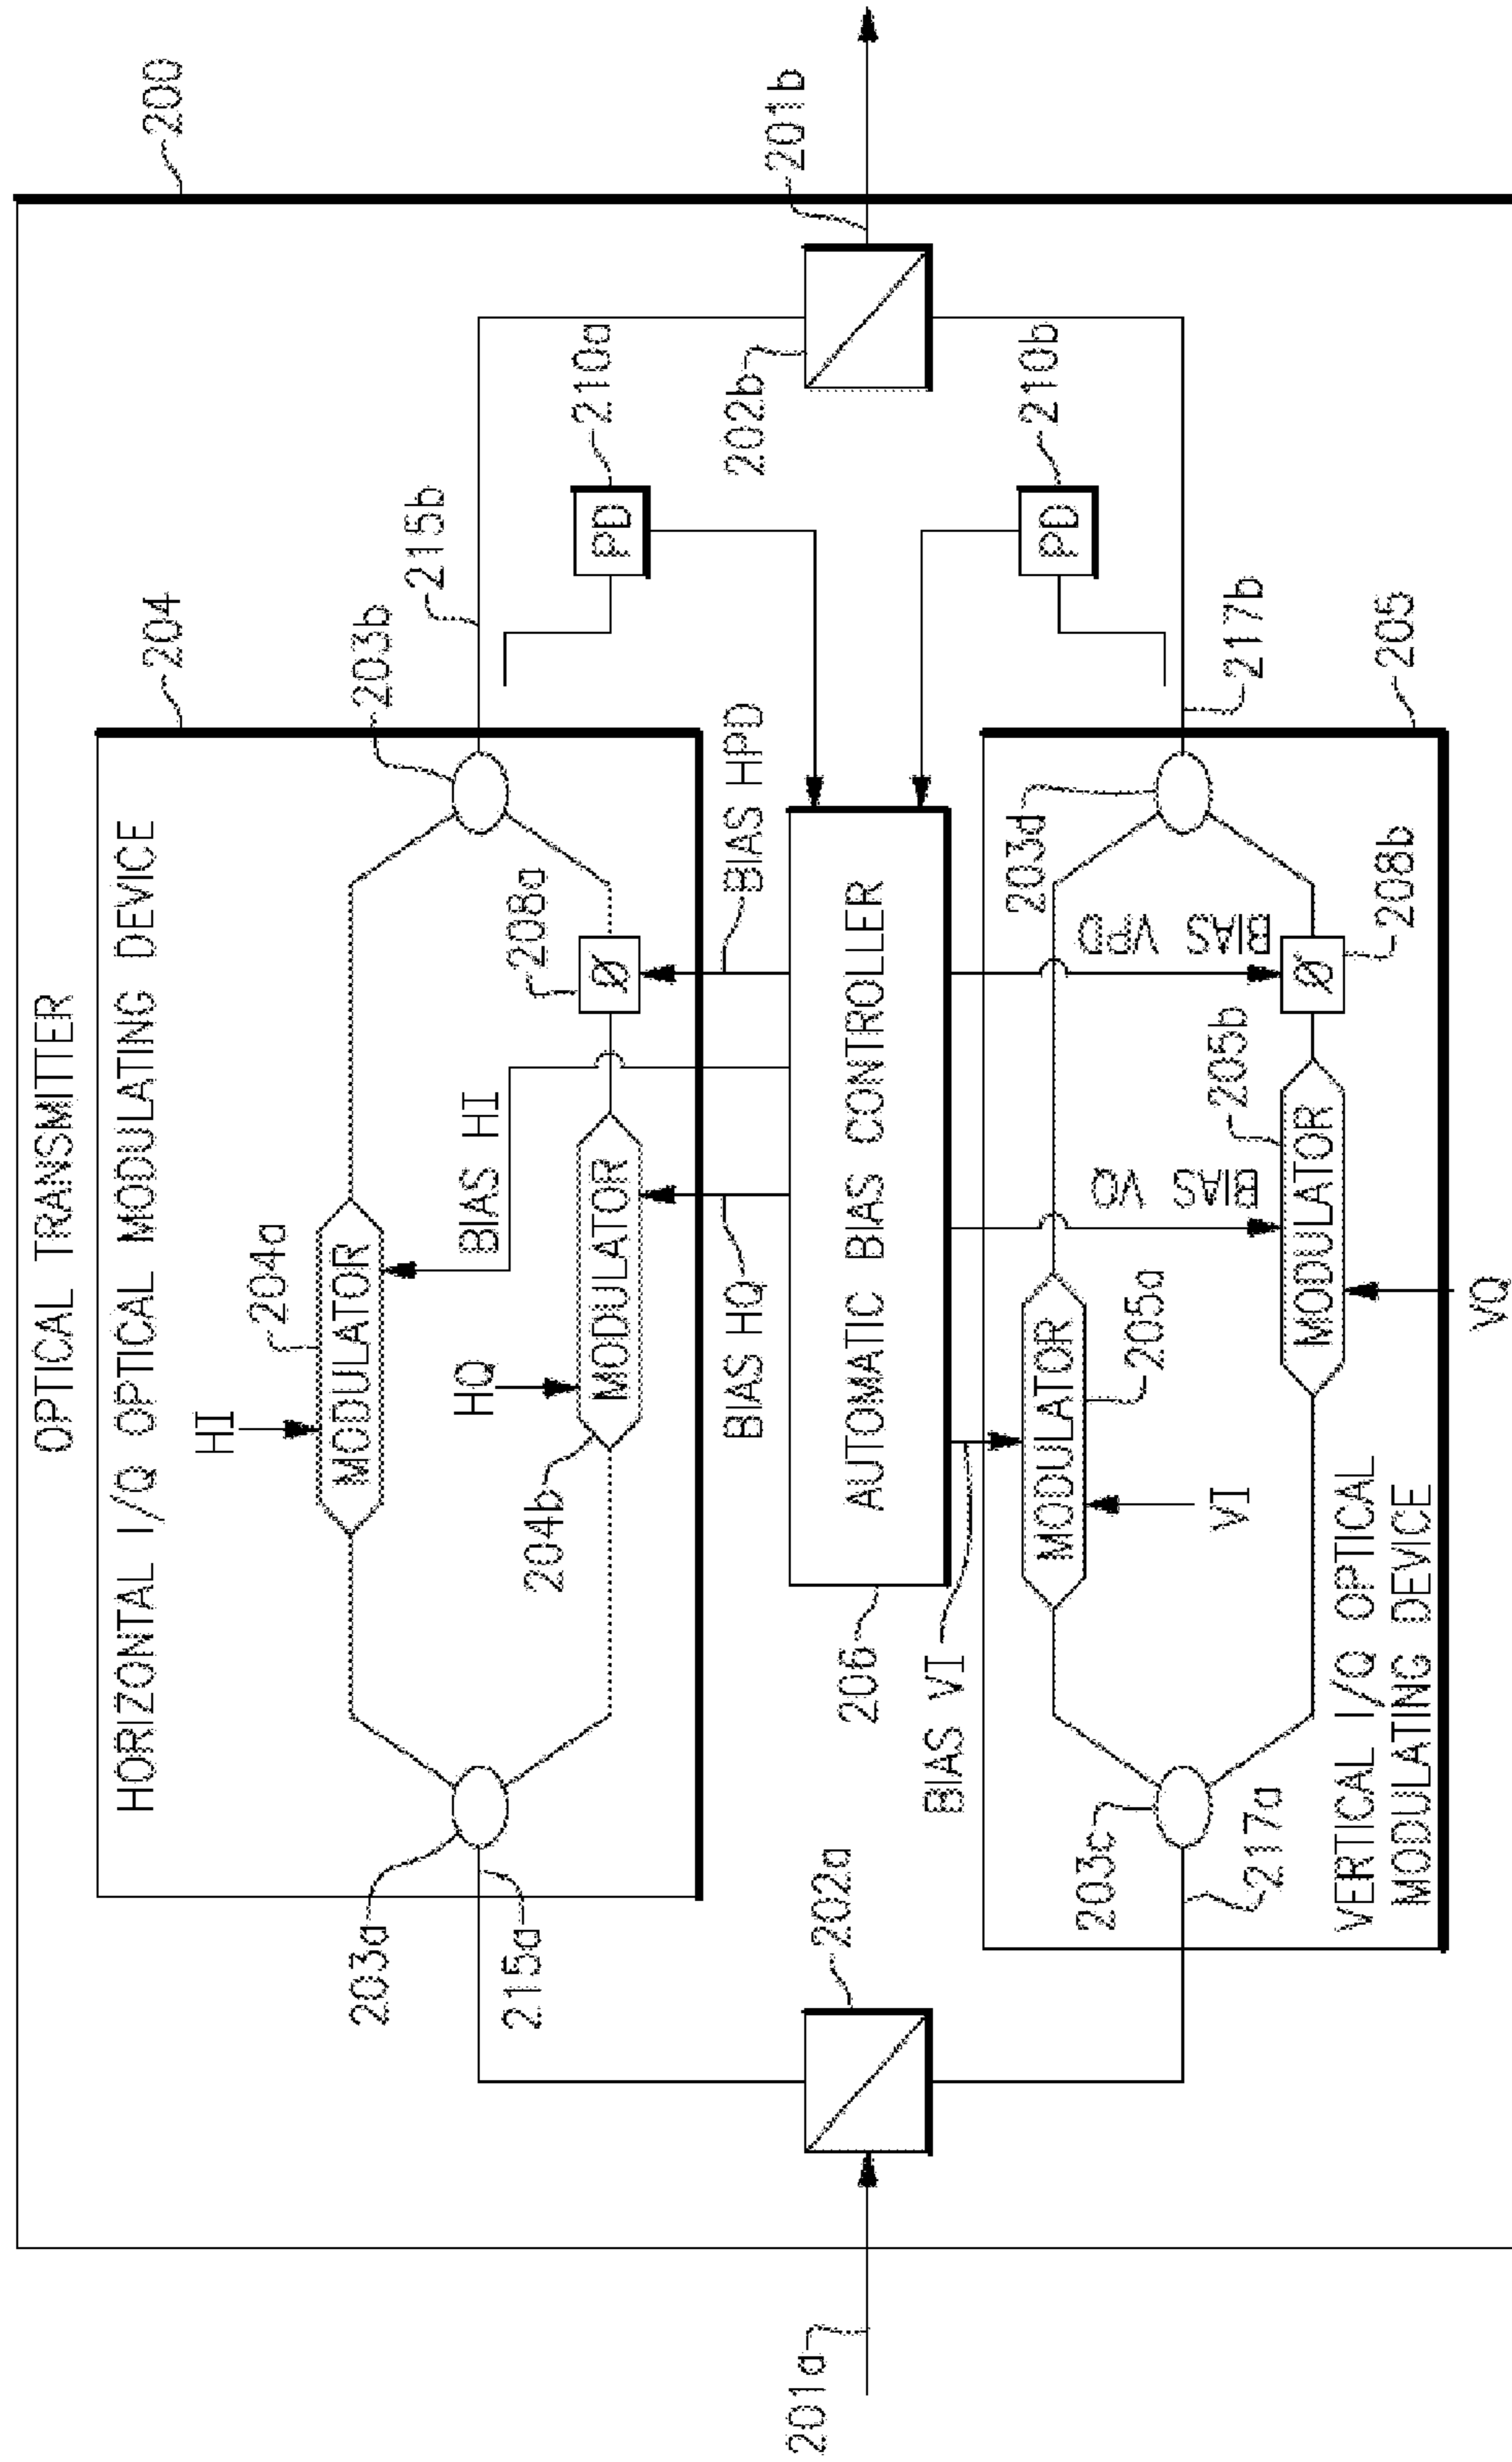 OPTICAL TRANSMITTER
200
HORIZONTAL I/Q OPTICAL MODULATING DEVICE
204
HI
204a
MODULATOR
203a
203b
215a
215b
BIAS HI
HQ
204b
MODULATOR
208a
Ø
PD
210a
BIAS HQ
BIAS HPD
202a
202b
201a
201b
206
AUTOMATIC BIAS CONTROLLER
BIAS VI
MODULATOR
205a
203d
PD
210b
203c
VI
BIAS VQ
BIAS VPD
205b
217a
217b
MODULATOR
Ø
208b
VERTICAL I/Q OPTICAL
MODULATING DEVICE
205
VQ